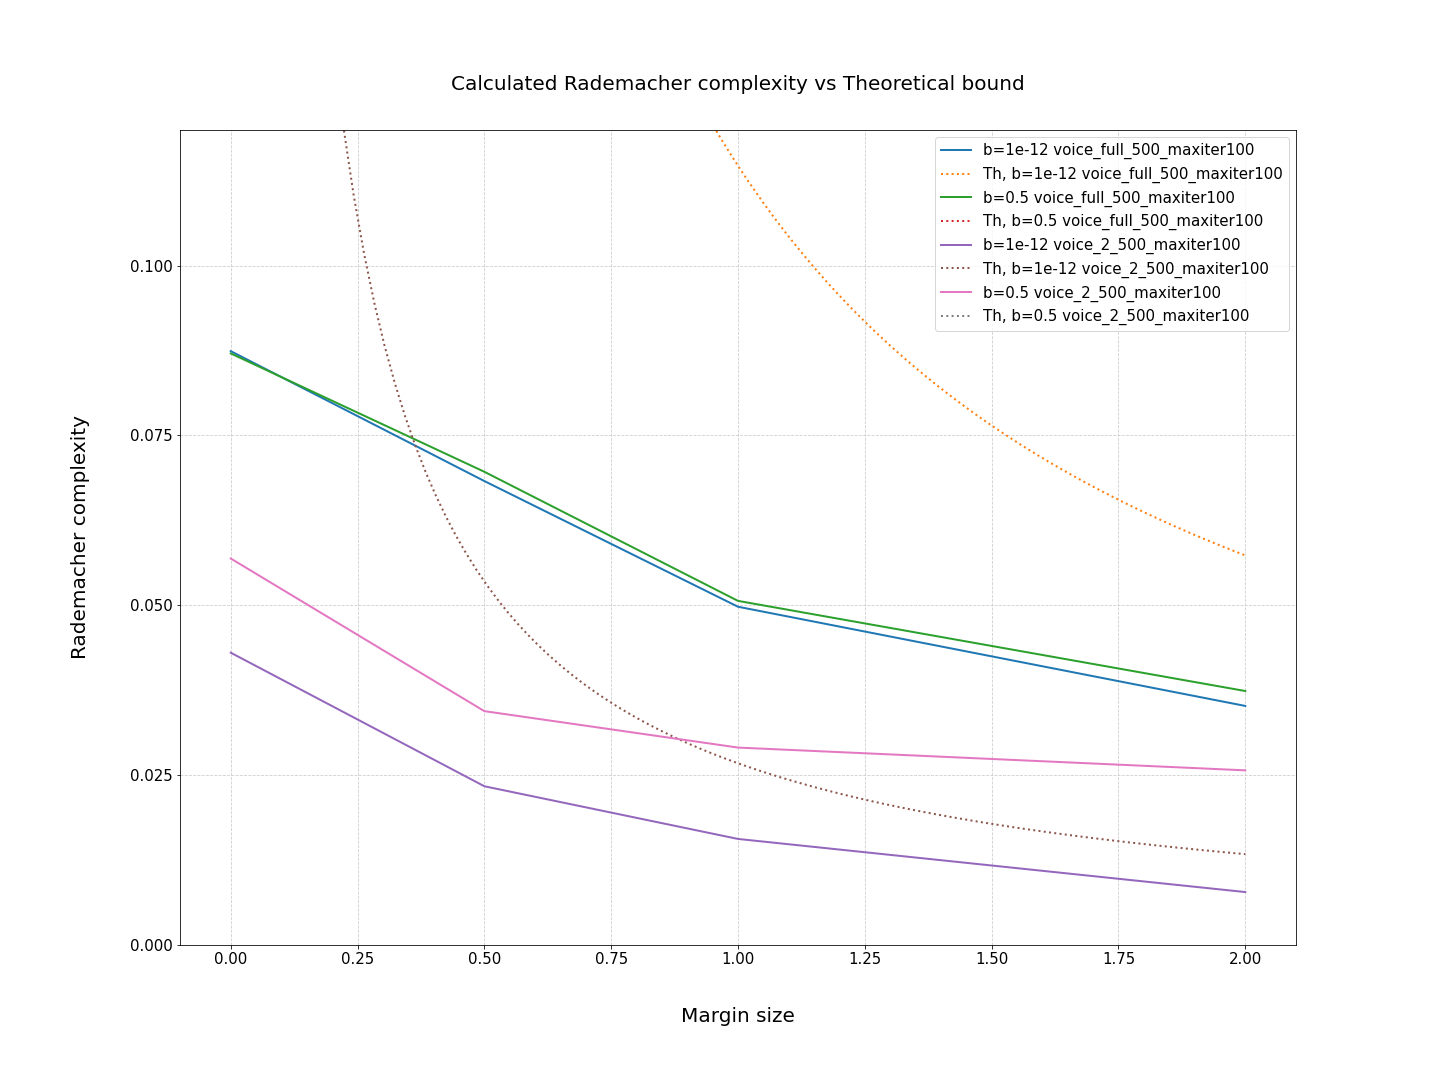 Calculated Rademacher complexity vs Theoretical bound
b=1e-12 voice_full_500_maxiter100
Th, b=1e-12 voice_full_500_maxiter100
b=0.5 voice_full_500_maxiter100
Th, b=0.5 voice_full_500_maxiter100
b=1e-12 voice_2_500_maxiter100
Th, b=1e-12 voice_2_500_maxiter100
b=0.5 voice_2_500_maxiter100
Th, b=0.5 voice_2_500_maxiter100
Rademacher complexity
0.100
0.075
0.050
0.025
0.000
0.00 0.25 0.50 0.75 1.00 1.25 1.50 1.75 2.00
Margin size